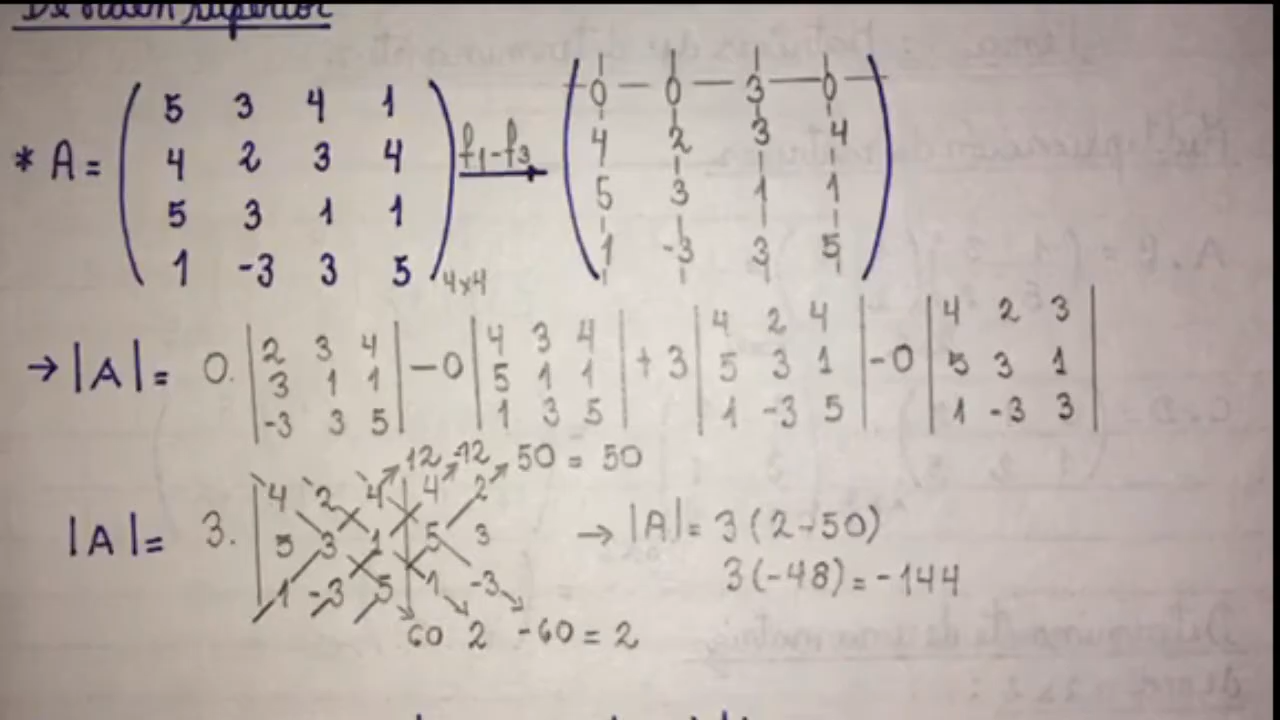 De orden superior
* A = ( 5 3 4 1 f1-f3 ( 0 0 3 0
4 2 3 4 4 2 3 4
5 3 1 1 5 3 1 1
1 -3 3 5 )4x4 1 -3 3 5 )
→ |A| = 0. | 2 3 4 | - 0 | 4 3 4 | + 3 | 4 2 4 | - 0 | 4 2 3 |
3 1 1 5 1 1 5 3 1 5 3 1
-3 3 5 1 3 5 1 -3 5 1 -3 3
12 -12 50 = 50
|A| = 3. | 4 2 4 | 4 2
5 3 1 5 3 → |A| = 3(2-50)
1 -3 5 1 -3 3(-48) = -144
60 2 -60 = 2